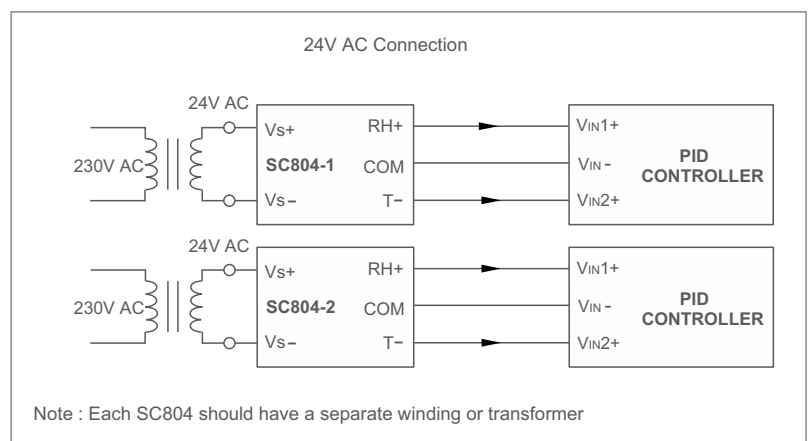 24V AC Connection
24V AC
230V AC
Vs+
SC804-1
Vs–
RH+
COM
T–
VIN1+
VIN -
VIN2+
PID
CONTROLLER
24V AC
230V AC
Vs+
SC804-2
Vs–
RH+
COM
T–
VIN1+
VIN -
VIN2+
PID
CONTROLLER
Note : Each SC804 should have a separate winding or transformer